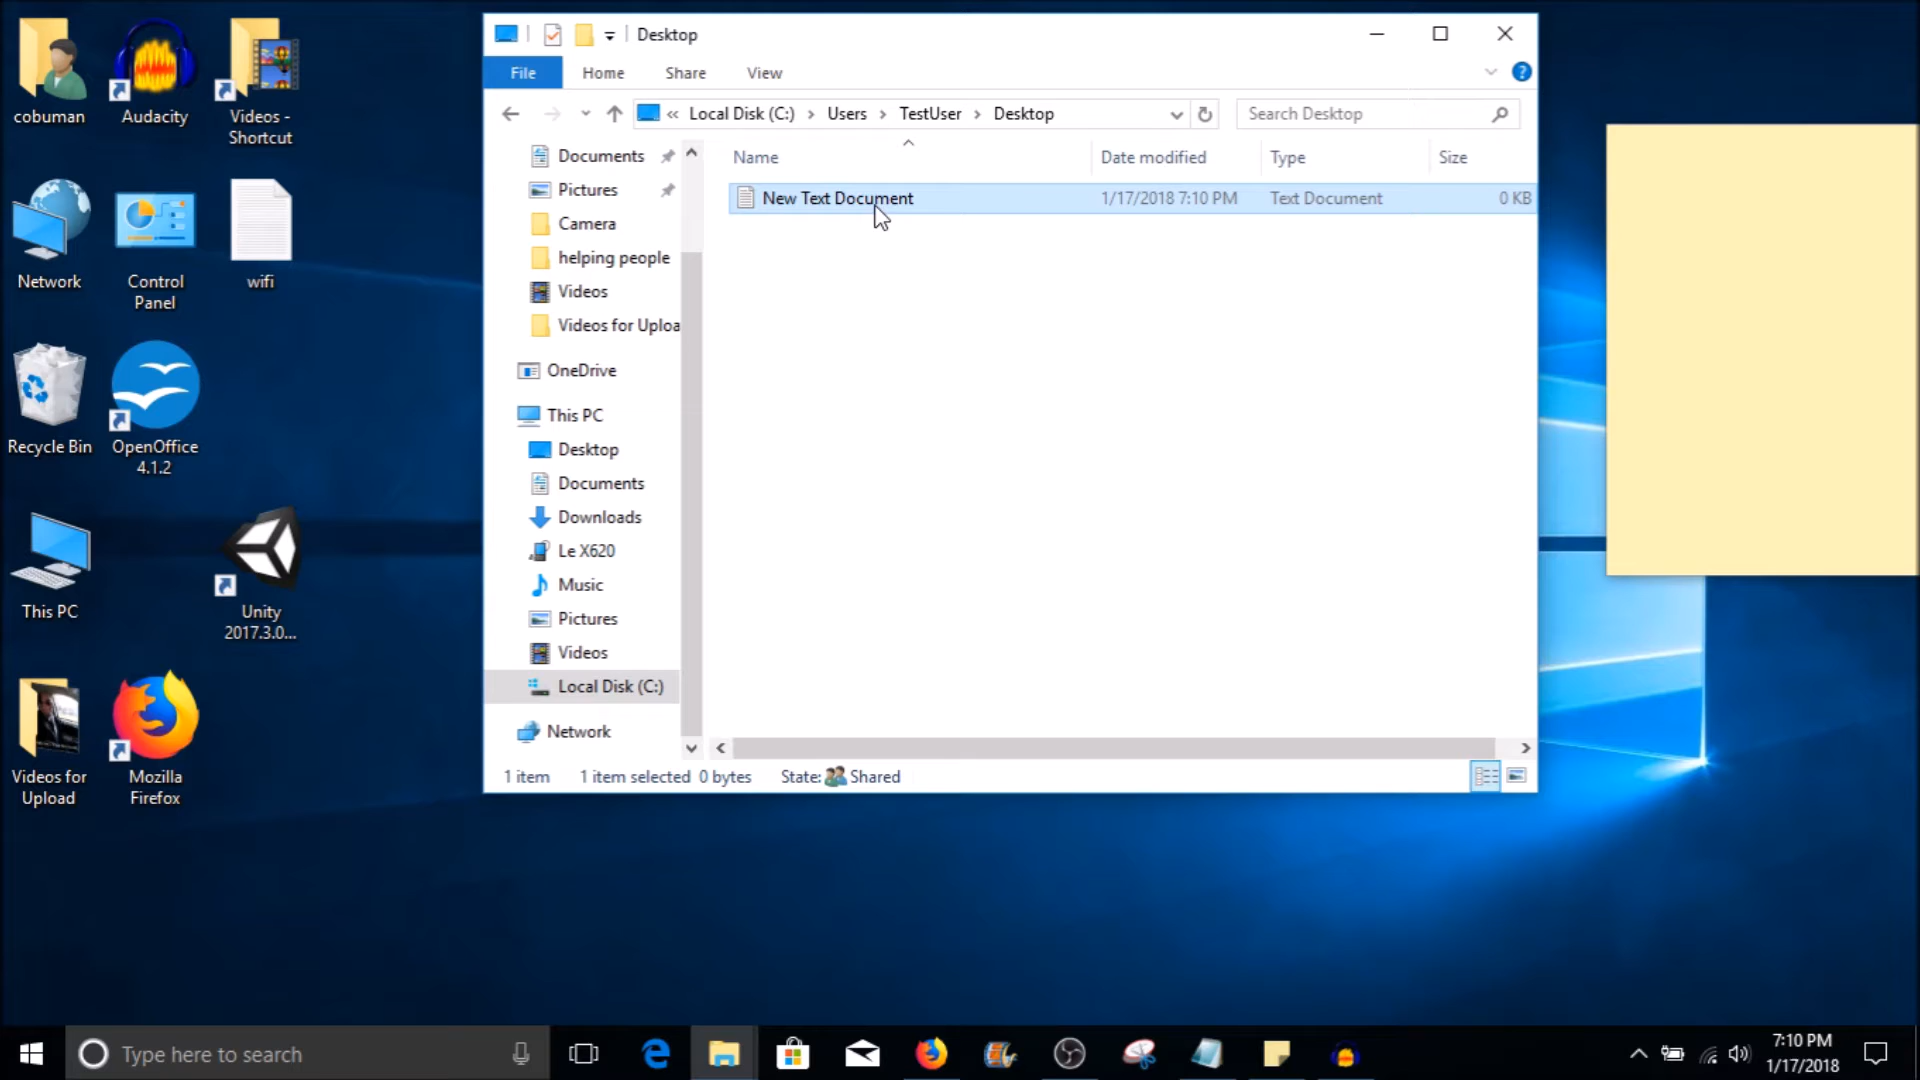 cobuman
Audacity
Videos -
Shortcut
Network
Control
Panel
wifi
Recycle Bin
OpenOffice
4.1.2
This PC
Unity
2017.3.0...
Videos for
Upload
Mozilla
Firefox
Desktop
File
Home
Share
View
?
« Local Disk (C:) > Users > TestUser > Desktop
Search Desktop
Documents
Pictures
Camera
helping people
Videos
Videos for Uploa
OneDrive
This PC
Desktop
Documents
Downloads
Le X620
Music
Pictures
Videos
Local Disk (C:)
Network
Name
Date modified
Type
Size
New Text Document
1/17/2018 7:10 PM
Text Document
0 KB
1 item
1 item selected 0 bytes
State: Shared
Type here to search
7:10 PM
1/17/2018